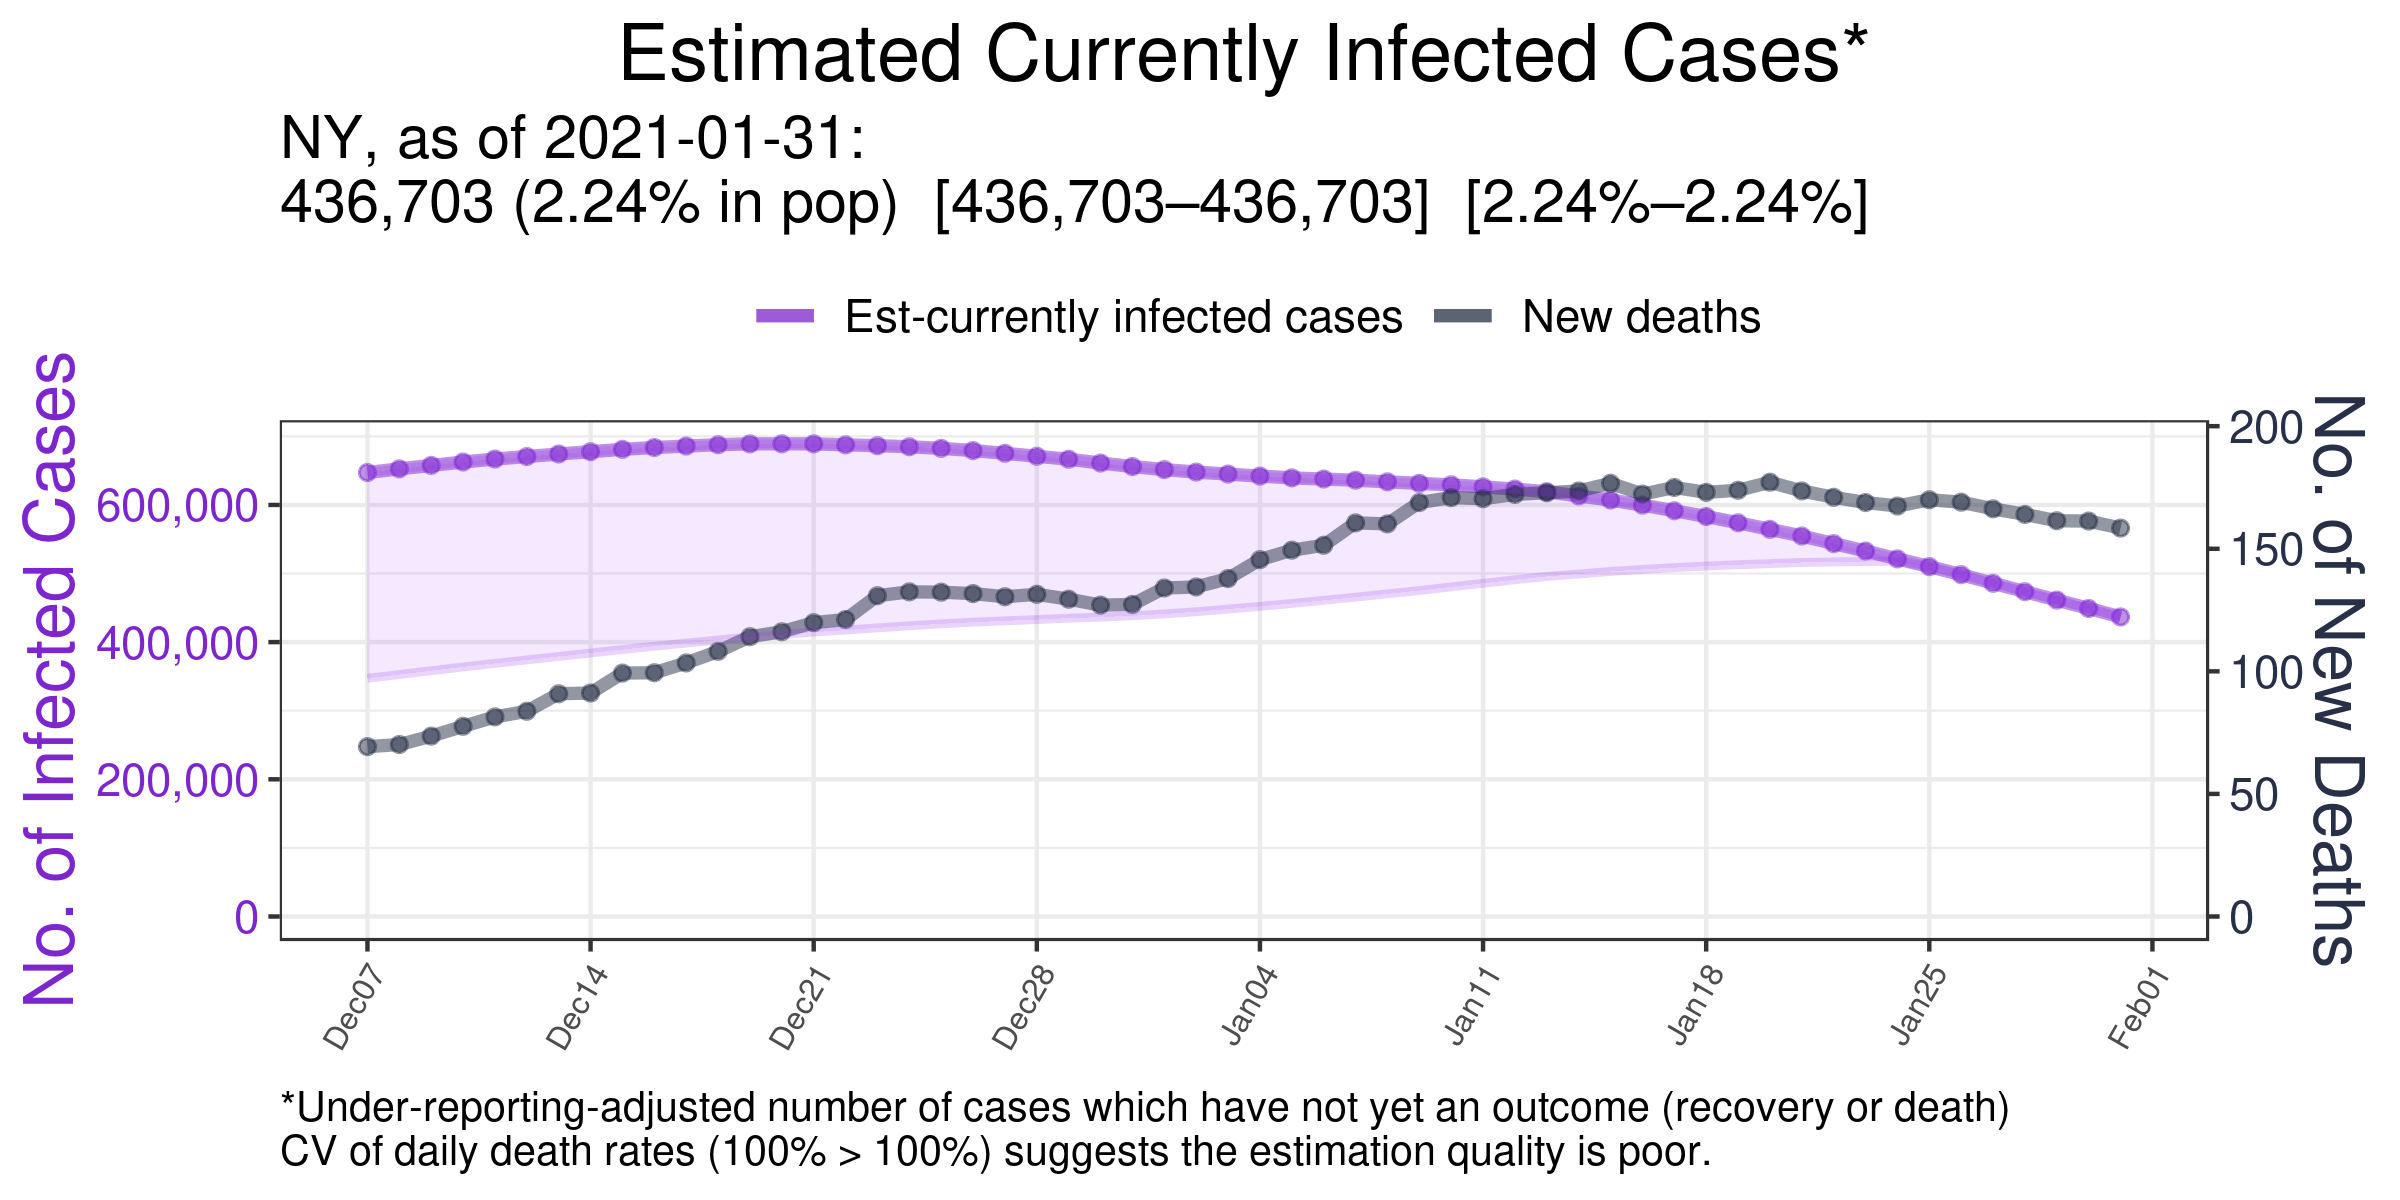 Estimated Currently Infected Cases*
NY, as of 2021-01-31:
436,703 (2.24% in pop)  [436,703–436,703]  [2.24%–2.24%]
Est-currently infected cases
New deaths
No. of Infected Cases
600,000
400,000
200,000
0
200
150
100
50
0
No. of New Deaths
Dec07
Dec14
Dec21
Dec28
Jan04
Jan11
Jan18
Jan25
Feb01
*Under-reporting-adjusted number of cases which have not yet an outcome (recovery or death)
CV of daily death rates (100% > 100%) suggests the estimation quality is poor.